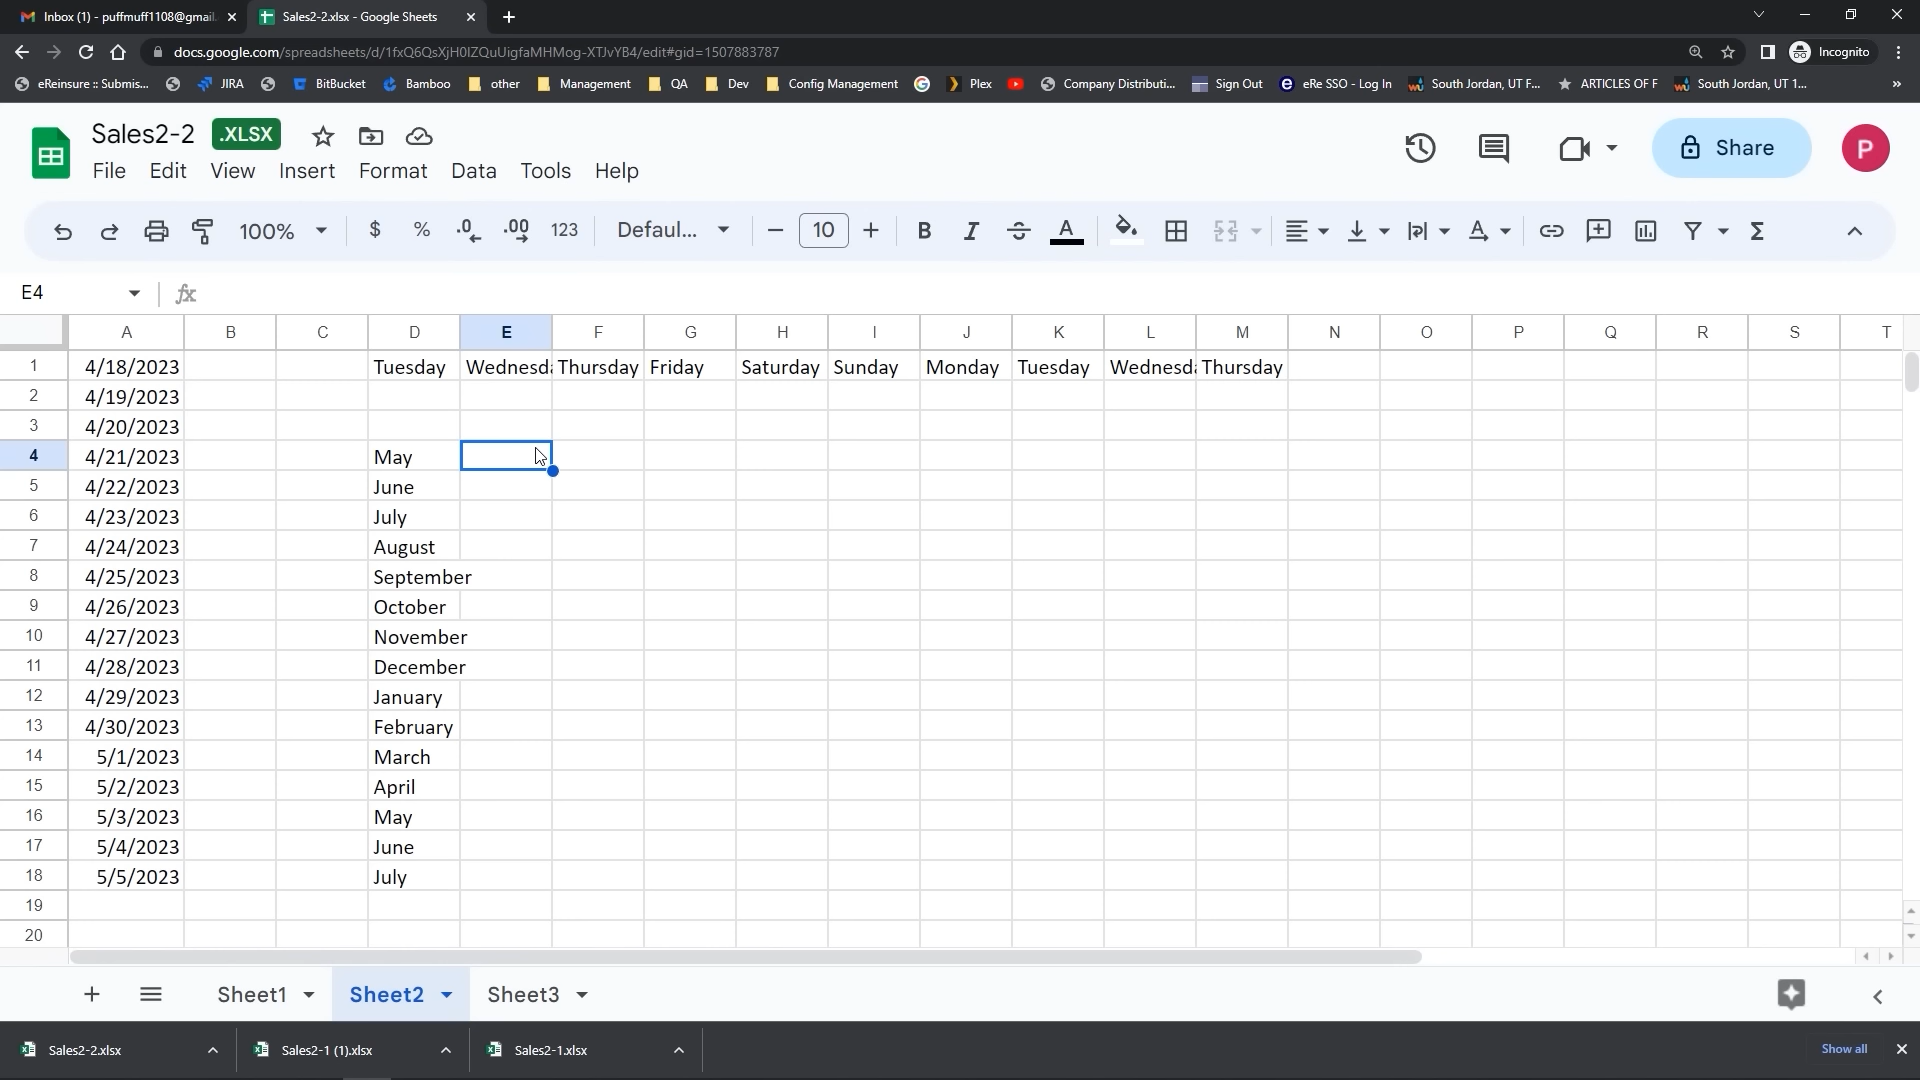 Inbox (1) - puffmuff1108@gmail. Sales2-2.xlsx - Google Sheets
docs.google.com/spreadsheets/d/1fxQ6QsXjH0IZQuUigfaMHMog-XTJvYB4/edit#gid=1507883787 Incognito
eReinsure :: Submis... JIRA BitBucket Bamboo other Management QA Dev Config Management Plex Company Distributi... Sign Out eRe SSO - Log In South Jordan, UT F... ARTICLES OF F South Jordan, UT 1... »
Sales2-2 .XLSX Share P
File Edit View Insert Format Data Tools Help
100% $ % .0 .00 123 Defaul... 10 B I A Σ
E4 fx
A B C D E F G H I J K L M N O P Q R S T
1 4/18/2023 Tuesday Wednesda Thursday Friday Saturday Sunday Monday Tuesday Wednesda Thursday
2 4/19/2023
3 4/20/2023
4 4/21/2023 May
5 4/22/2023 June
6 4/23/2023 July
7 4/24/2023 August
8 4/25/2023 September
9 4/26/2023 October
10 4/27/2023 November
11 4/28/2023 December
12 4/29/2023 January
13 4/30/2023 February
14 5/1/2023 March
15 5/2/2023 April
16 5/3/2023 May
17 5/4/2023 June
18 5/5/2023 July
19
20
Sheet1 Sheet2 Sheet3
Sales2-2.xlsx Sales2-1 (1).xlsx Sales2-1.xlsx Show all